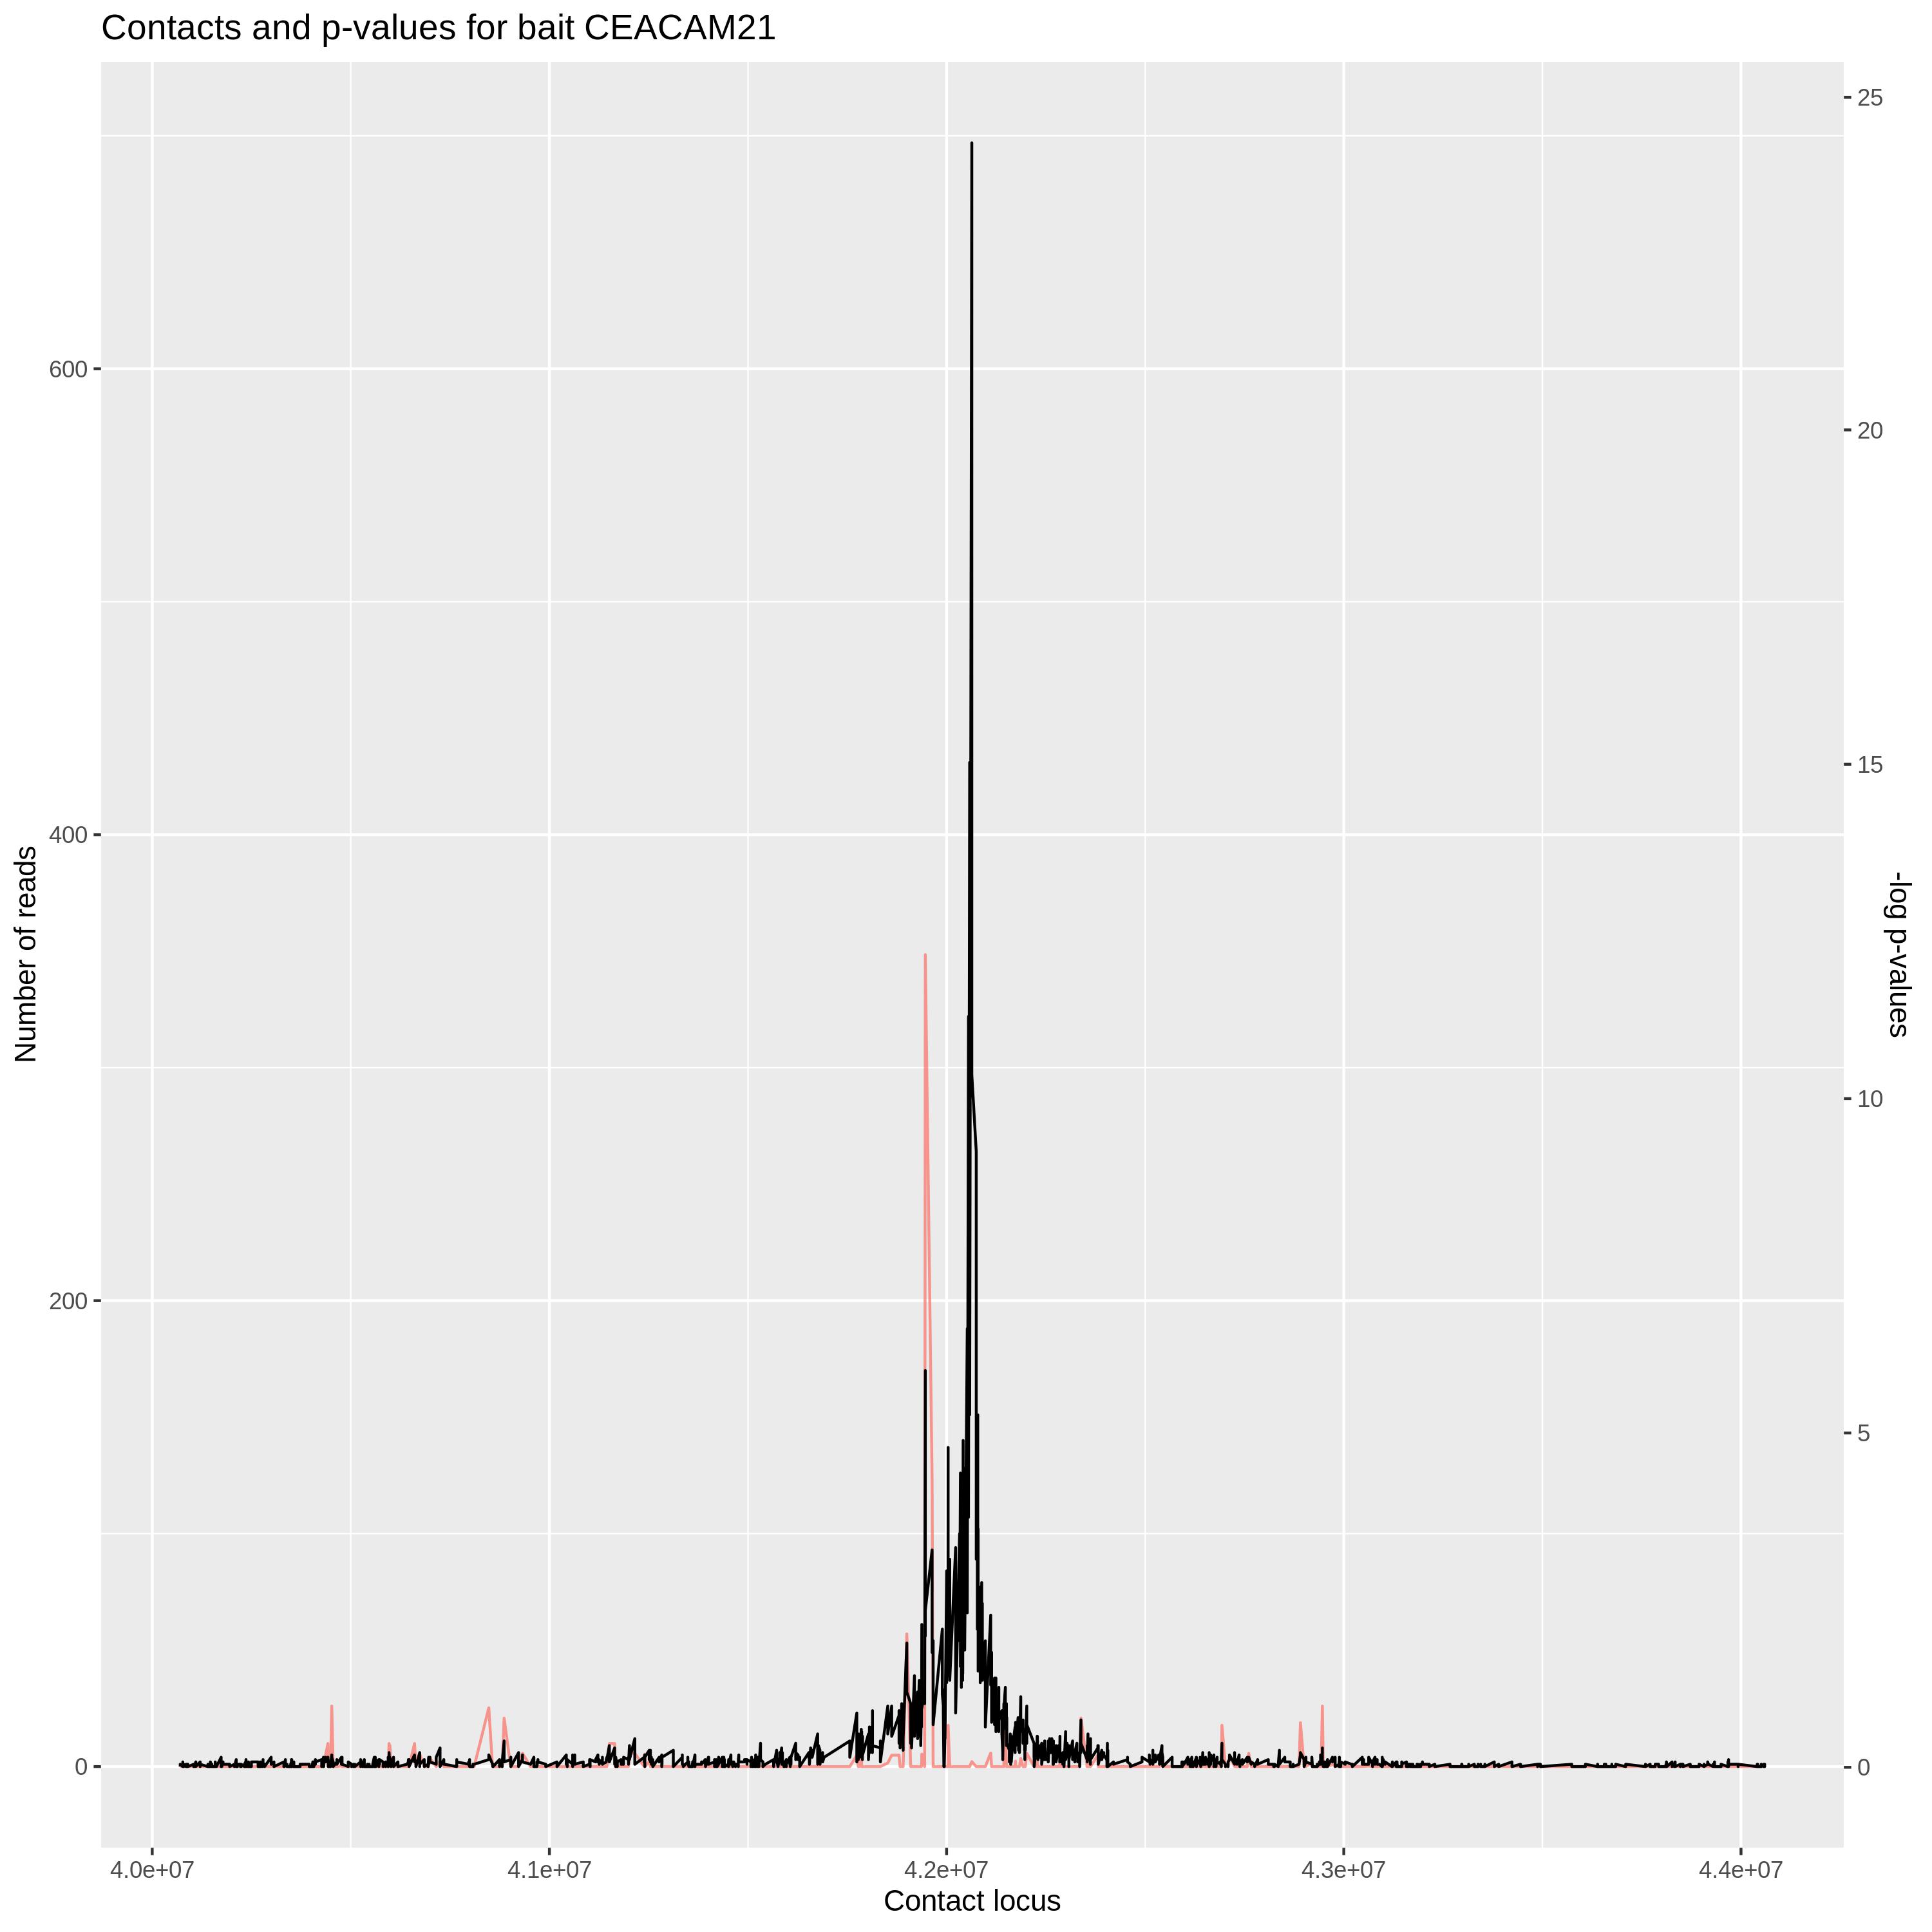 Contacts and p-values for bait CEACAM21
Number of reads
600
400
200
0
25
20
15
10
5
0
-log p-values
4.0e+07
4.1e+07
4.2e+07
4.3e+07
4.4e+07
Contact locus